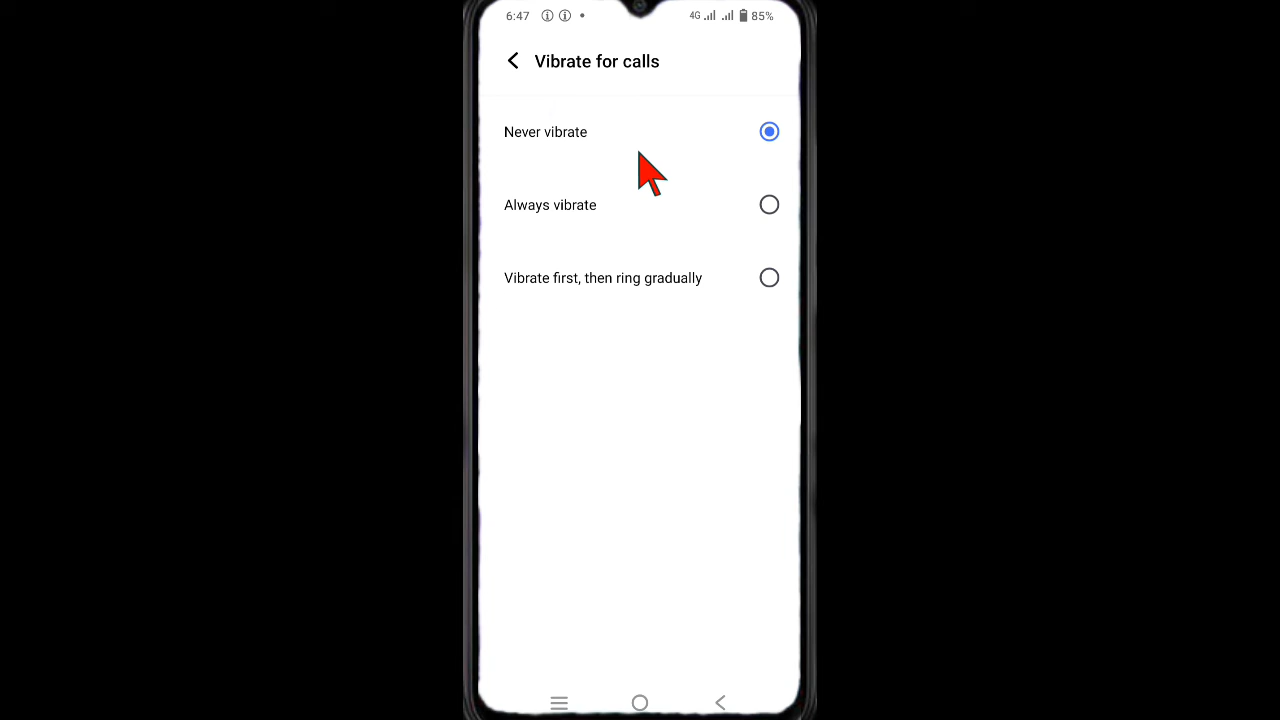 6:47 4G 85%
Vibrate for calls
Never vibrate
Always vibrate
Vibrate first, then ring gradually